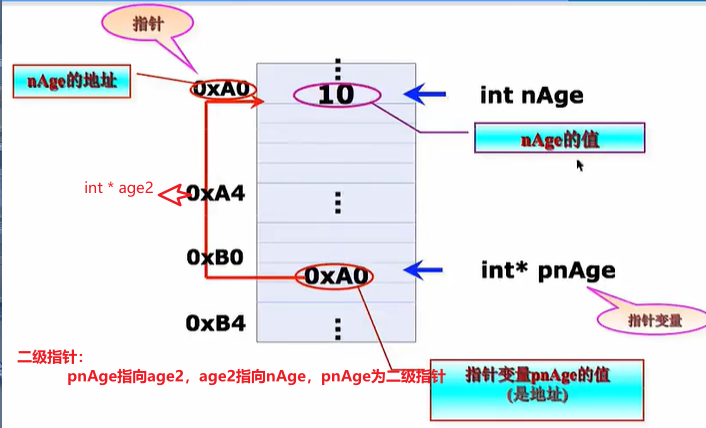 指针
nAge的地址
0xA0
10
int nAge
nAge的值
int * age2
0xA4
0xB0
0xA0
int* pnAge
指针变量
0xB4
二级指针：
pnAge指向age2，age2指向nAge，pnAge为二级指针
指针变量pnAge的值
(是地址)